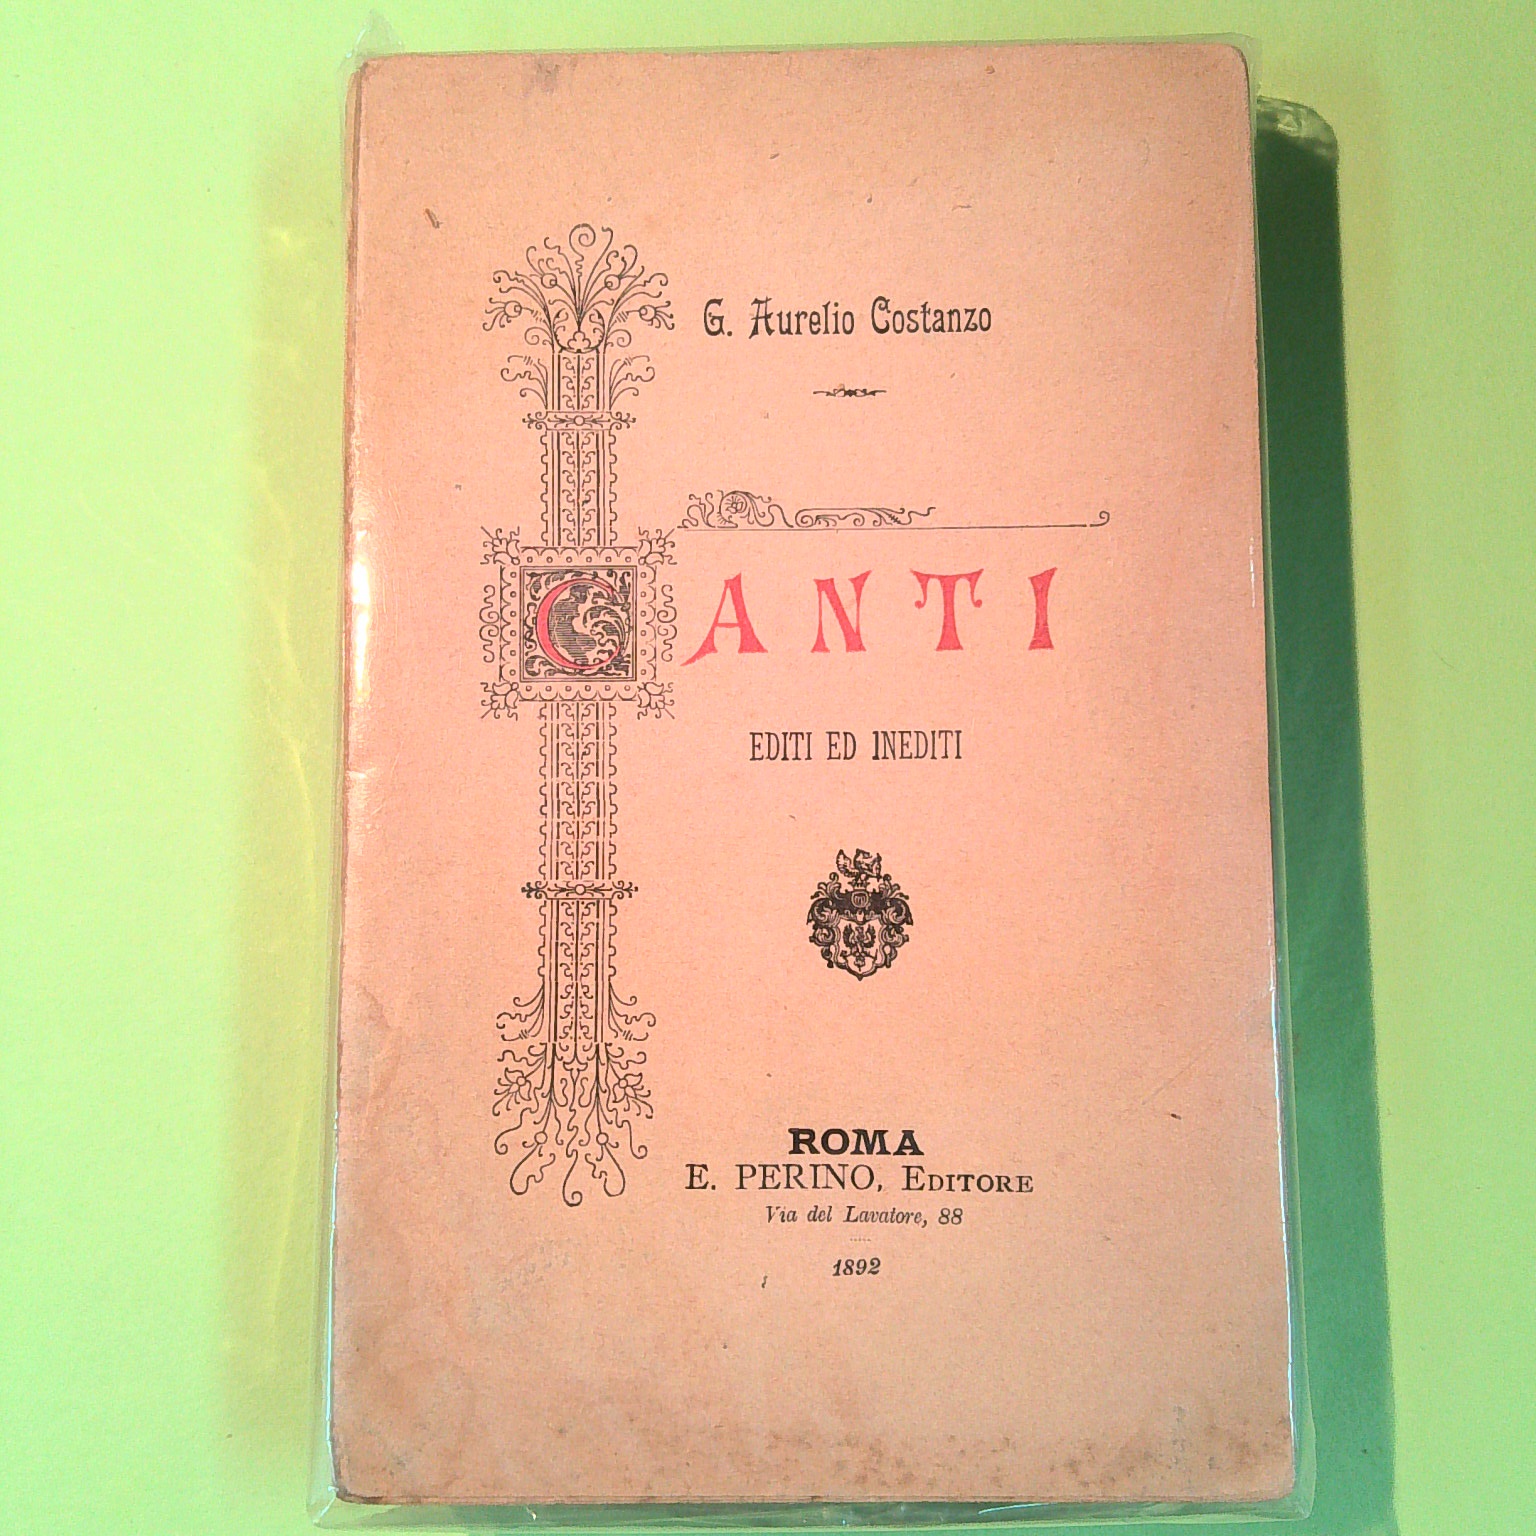 G. Aurelio Costanzo
CANTI
EDITI ED INEDITI
ROMA
E. PERINO, EDITORE
Via del Lavatore, 88
1892